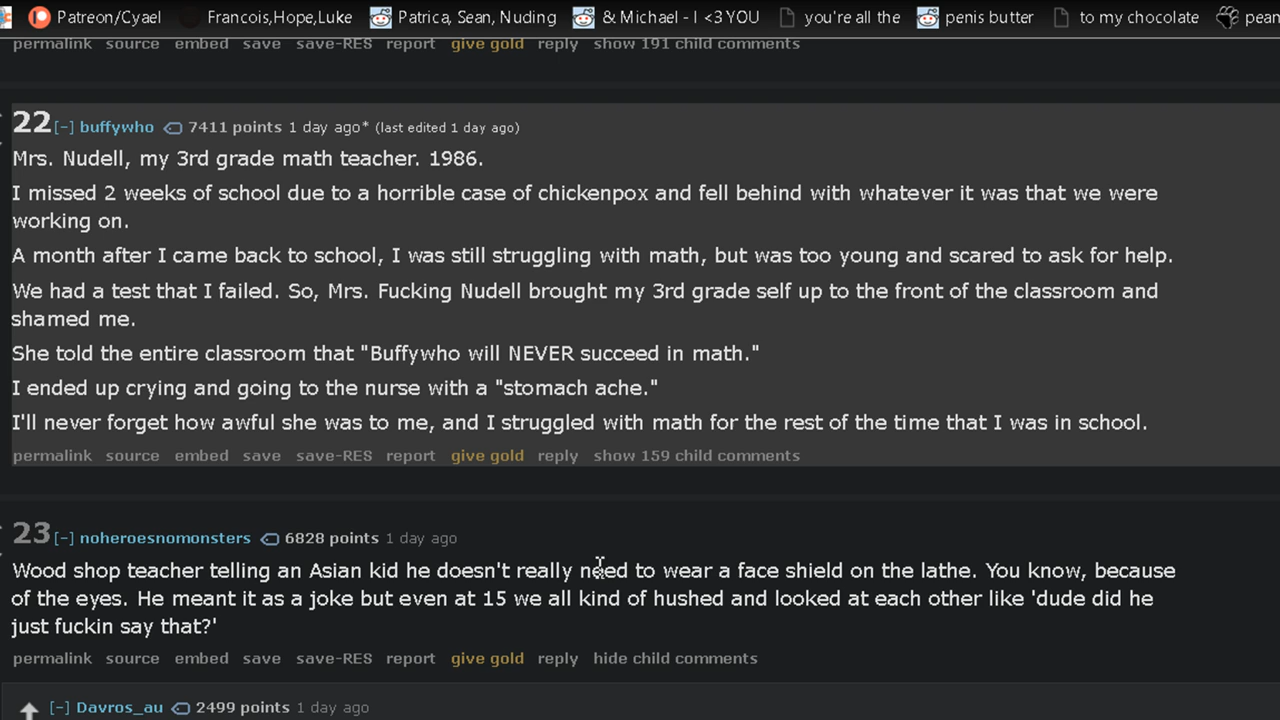 Patreon/Cyael Francois,Hope,Luke Patrica, Sean, Nuding & Michael - I <3 YOU you're all the penis butter to my chocolate
permalink source embed save save-RES report give gold reply show 191 child comments
22 [-] buffywho 7411 points 1 day ago* (last edited 1 day ago)
Mrs. Nudell, my 3rd grade math teacher. 1986.
I missed 2 weeks of school due to a horrible case of chickenpox and fell behind with whatever it was that we were
working on.
A month after I came back to school, I was still struggling with math, but was too young and scared to ask for help.
We had a test that I failed. So, Mrs. Fucking Nudell brought my 3rd grade self up to the front of the classroom and
shamed me.
She told the entire classroom that "Buffywho will NEVER succeed in math."
I ended up crying and going to the nurse with a "stomach ache."
I'll never forget how awful she was to me, and I struggled with math for the rest of the time that I was in school.
permalink source embed save save-RES report give gold reply show 159 child comments
23 [-] noheroesnomonsters 6828 points 1 day ago
Wood shop teacher telling an Asian kid he doesn't really need to wear a face shield on the lathe. You know, because
of the eyes. He meant it as a joke but even at 15 we all kind of hushed and looked at each other like 'dude did he
just fuckin say that?'
permalink source embed save save-RES report give gold reply hide child comments
[-] Davros_au 2499 points 1 day ago